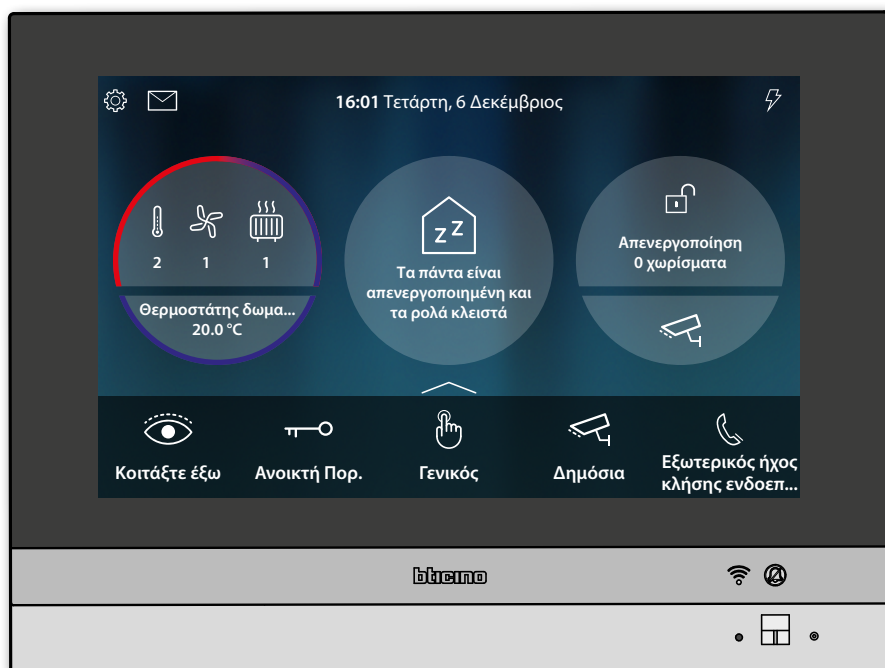 16:01 Τετάρτη, 6 Δεκέμβριος
2 1 1
Θερμοστάτης δωμα...
20.0 °C
Τα πάντα είναι
απενεργοποιημένη και
τα ρολά κλειστά
zz
Απενεργοποίηση
0 χωρίσματα
Κοιτάξτε έξω
Ανοικτή Πορ.
Γενικός
Δημόσια
Εξωτερικός ήχος
κλήσης ενδοεπ...
bticino